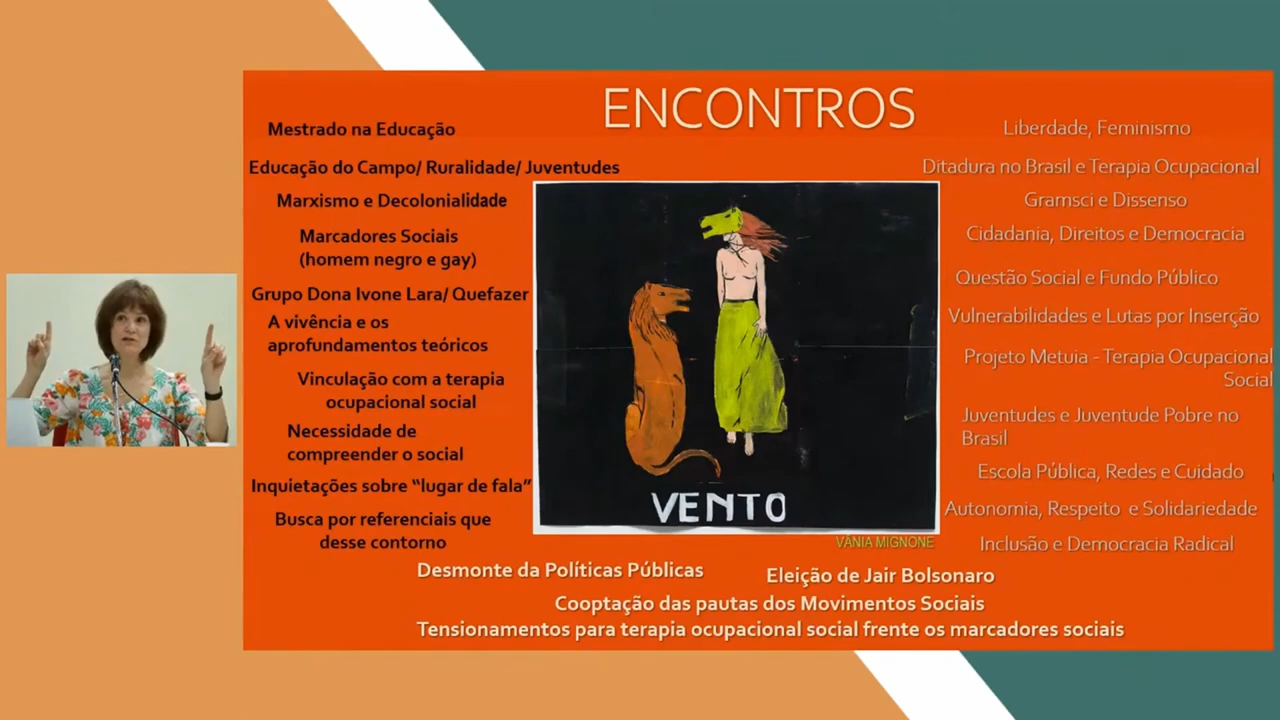 ENCONTROS
Mestrado na Educação
Educação do Campo/ Ruralidade/ Juventudes
Marxismo e Decolonialidade
Marcadores Sociais
(homem negro e gay)
Grupo Dona Ivone Lara/ Quefazer
A vivência e os
aprofundamentos teóricos
Vinculação com a terapia
ocupacional social
Necessidade de
compreender o social
Inquietações sobre “lugar de fala”
Busca por referenciais que
desse contorno
VENTO
VÂNIA MIGNONE
Liberdade, Feminismo
Ditadura no Brasil e Terapia Ocupacional
Gramsci e Dissenso
Cidadania, Direitos e Democracia
Questão Social e Fundo Público
Vulnerabilidades e Lutas por Inserção
Projeto Metuia - Terapia Ocupacional
Social
Juventudes e Juventude Pobre no
Brasil
Escola Pública, Redes e Cuidado
Autonomia, Respeito e Solidariedade
Inclusão e Democracia Radical
Desmonte da Políticas Públicas
Eleição de Jair Bolsonaro
Cooptação das pautas dos Movimentos Sociais
Tensionamentos para terapia ocupacional social frente os marcadores sociais